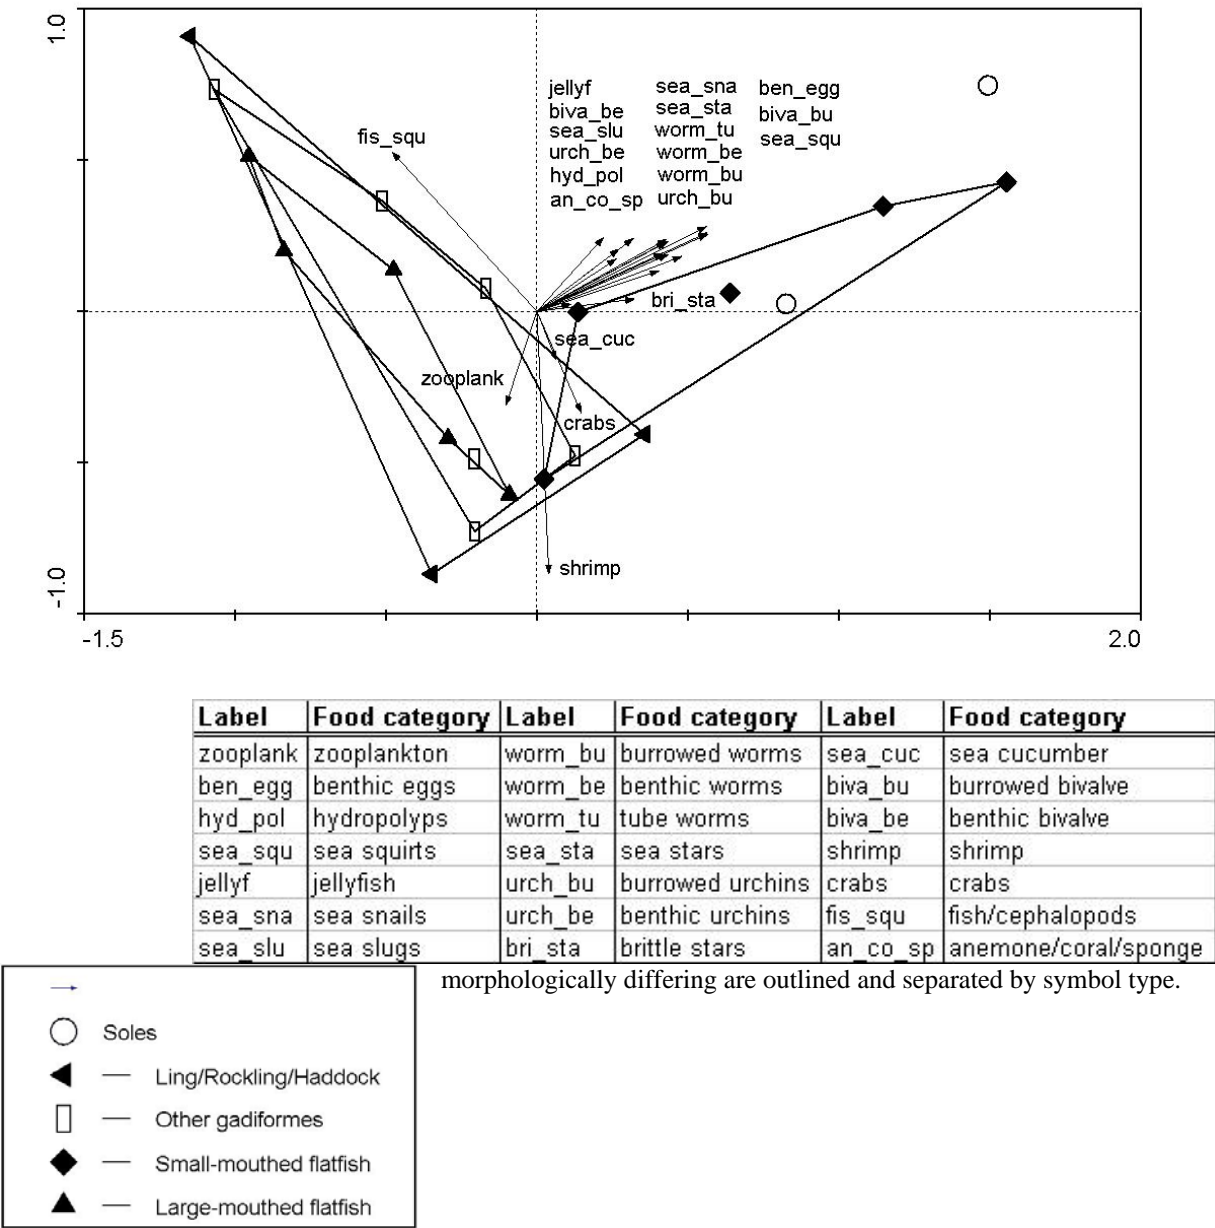 1.0
jellyf sea_sna ben_egg
biva_be sea_sta biva_bu
sea_slu worm_tu sea_squ
urch_be worm_be
hyd_pol worm_bu
an_co_sp urch_bu
fis_squ
bri_sta
sea_cuc
zooplank
crabs
shrimp
-1.0
-1.5 2.0
Label Food category Label Food category Label Food category
zooplank zooplankton worm_bu burrowed worms sea_cuc sea cucumber
ben_egg benthic eggs worm_be benthic worms biva_bu burrowed bivalve
hyd_pol hydropolyps worm_tu tube worms biva_be benthic bivalve
sea_squ sea squirts sea_sta sea stars shrimp shrimp
jellyf jellyfish urch_bu burrowed urchins crabs crabs
sea_sna sea snails urch_be benthic urchins fis_squ fish/cephalopods
sea_slu sea slugs bri_sta brittle stars an_co_sp anemone/coral/sponge
morphologically differing are outlined and separated by symbol type.
Soles
Ling/Rockling/Haddock
Other gadiformes
Small-mouthed flatfish
Large-mouthed flatfish